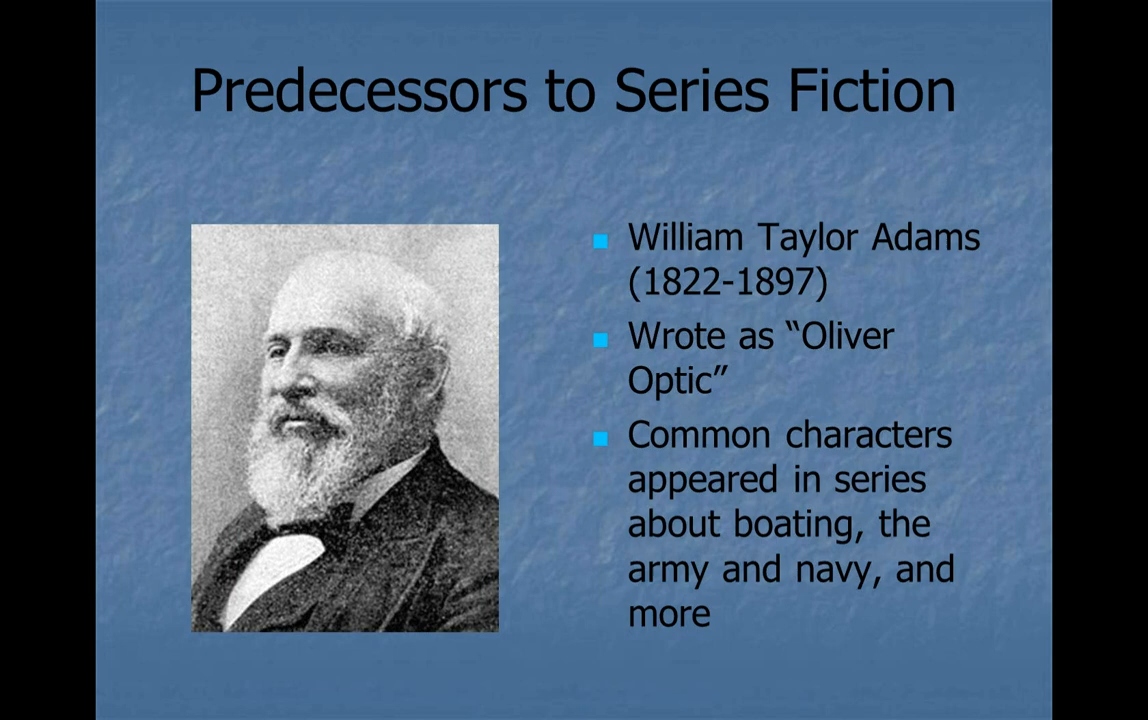 Predecessors to Series Fiction
William Taylor Adams
(1822-1897)
Wrote as “Oliver
Optic”
Common characters
appeared in series
about boating, the
army and navy, and
more